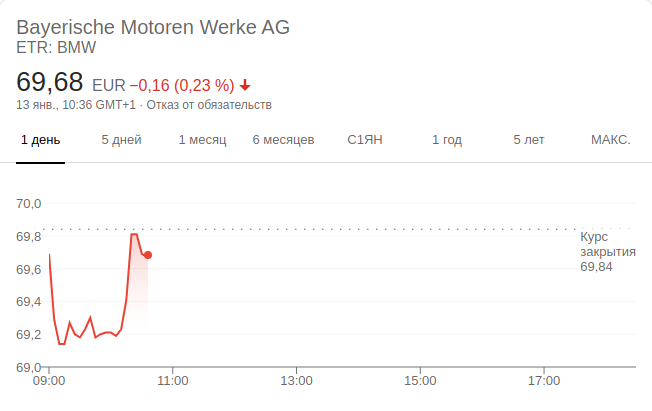 Bayerische Motoren Werke AG
ETR: BMW
69,68 EUR −0,16 (0,23 %)
13 янв., 10:36 GMT+1 · Отказ от обязательств
1 день 5 дней 1 месяц 6 месяцев С1ЯН 1 год 5 лет МАКС.
70,0
69,8
69,6
69,4
69,2
69,0
Курс
закрытия
69,84
09:00 11:00 13:00 15:00 17:00